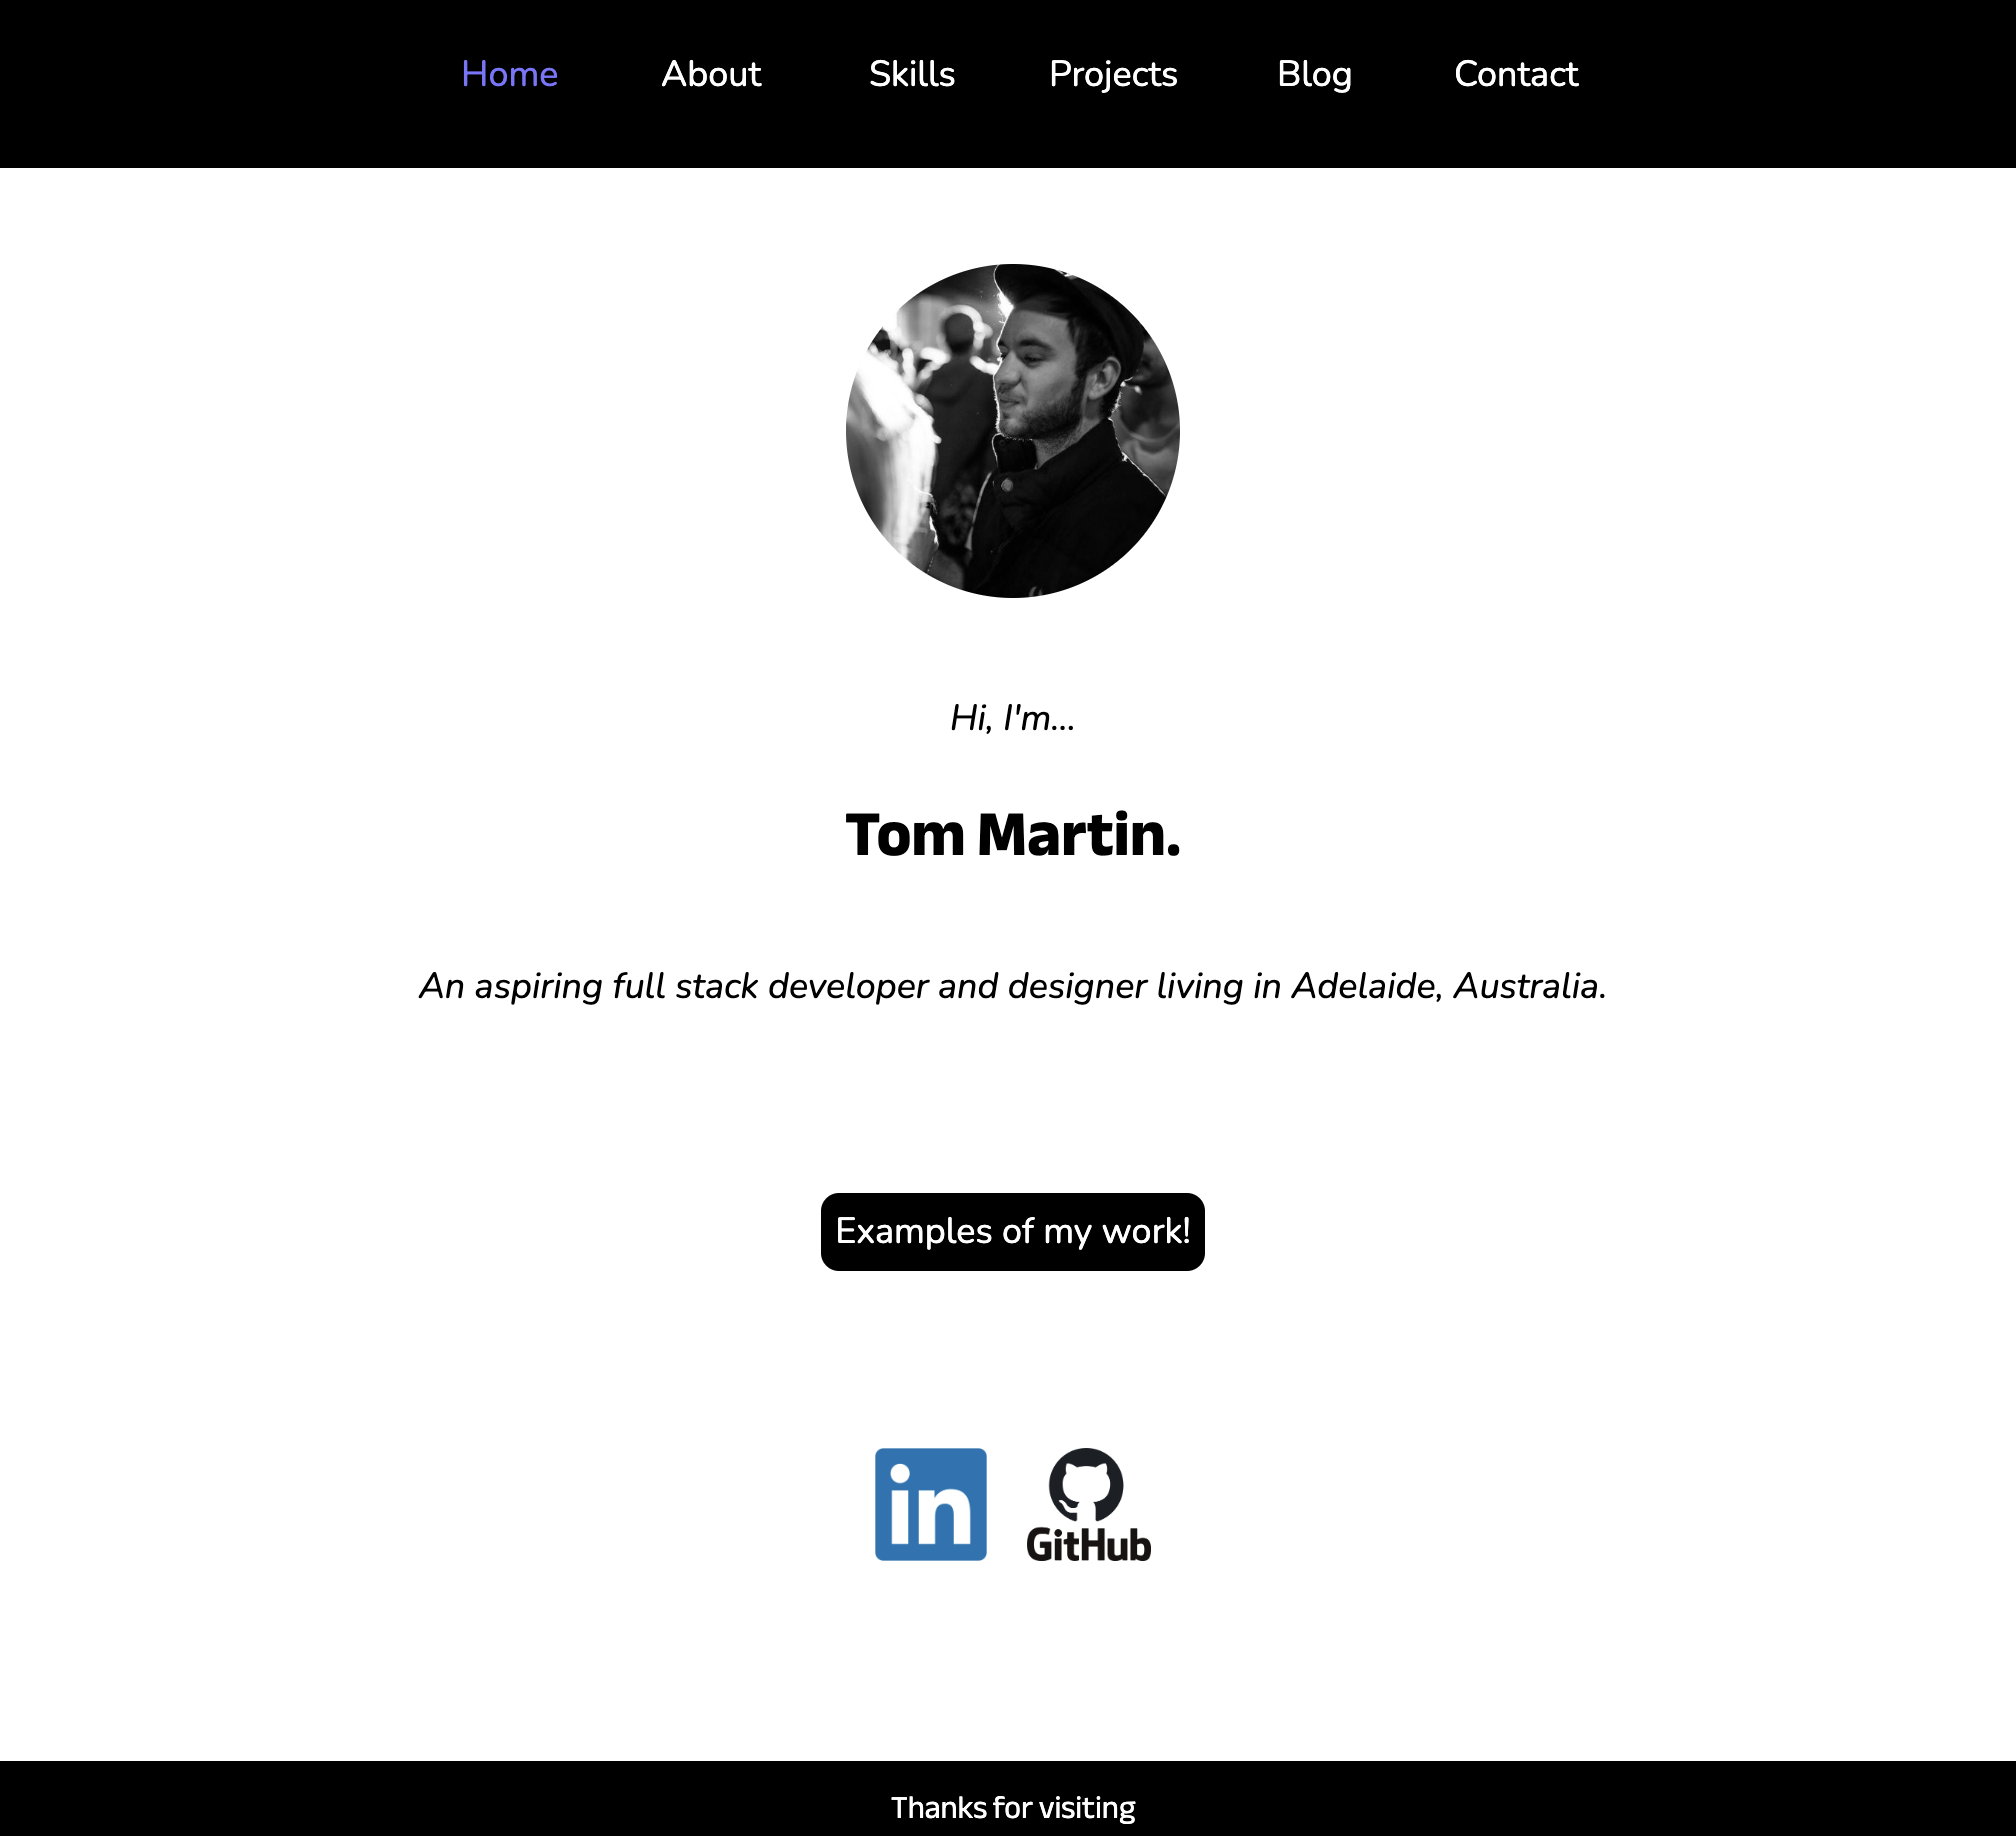 Home About Skills Projects Blog Contact
Hi, I'm...
Tom Martin.
An aspiring full stack developer and designer living in Adelaide, Australia.
Examples of my work!
in GitHub
Thanks for visiting